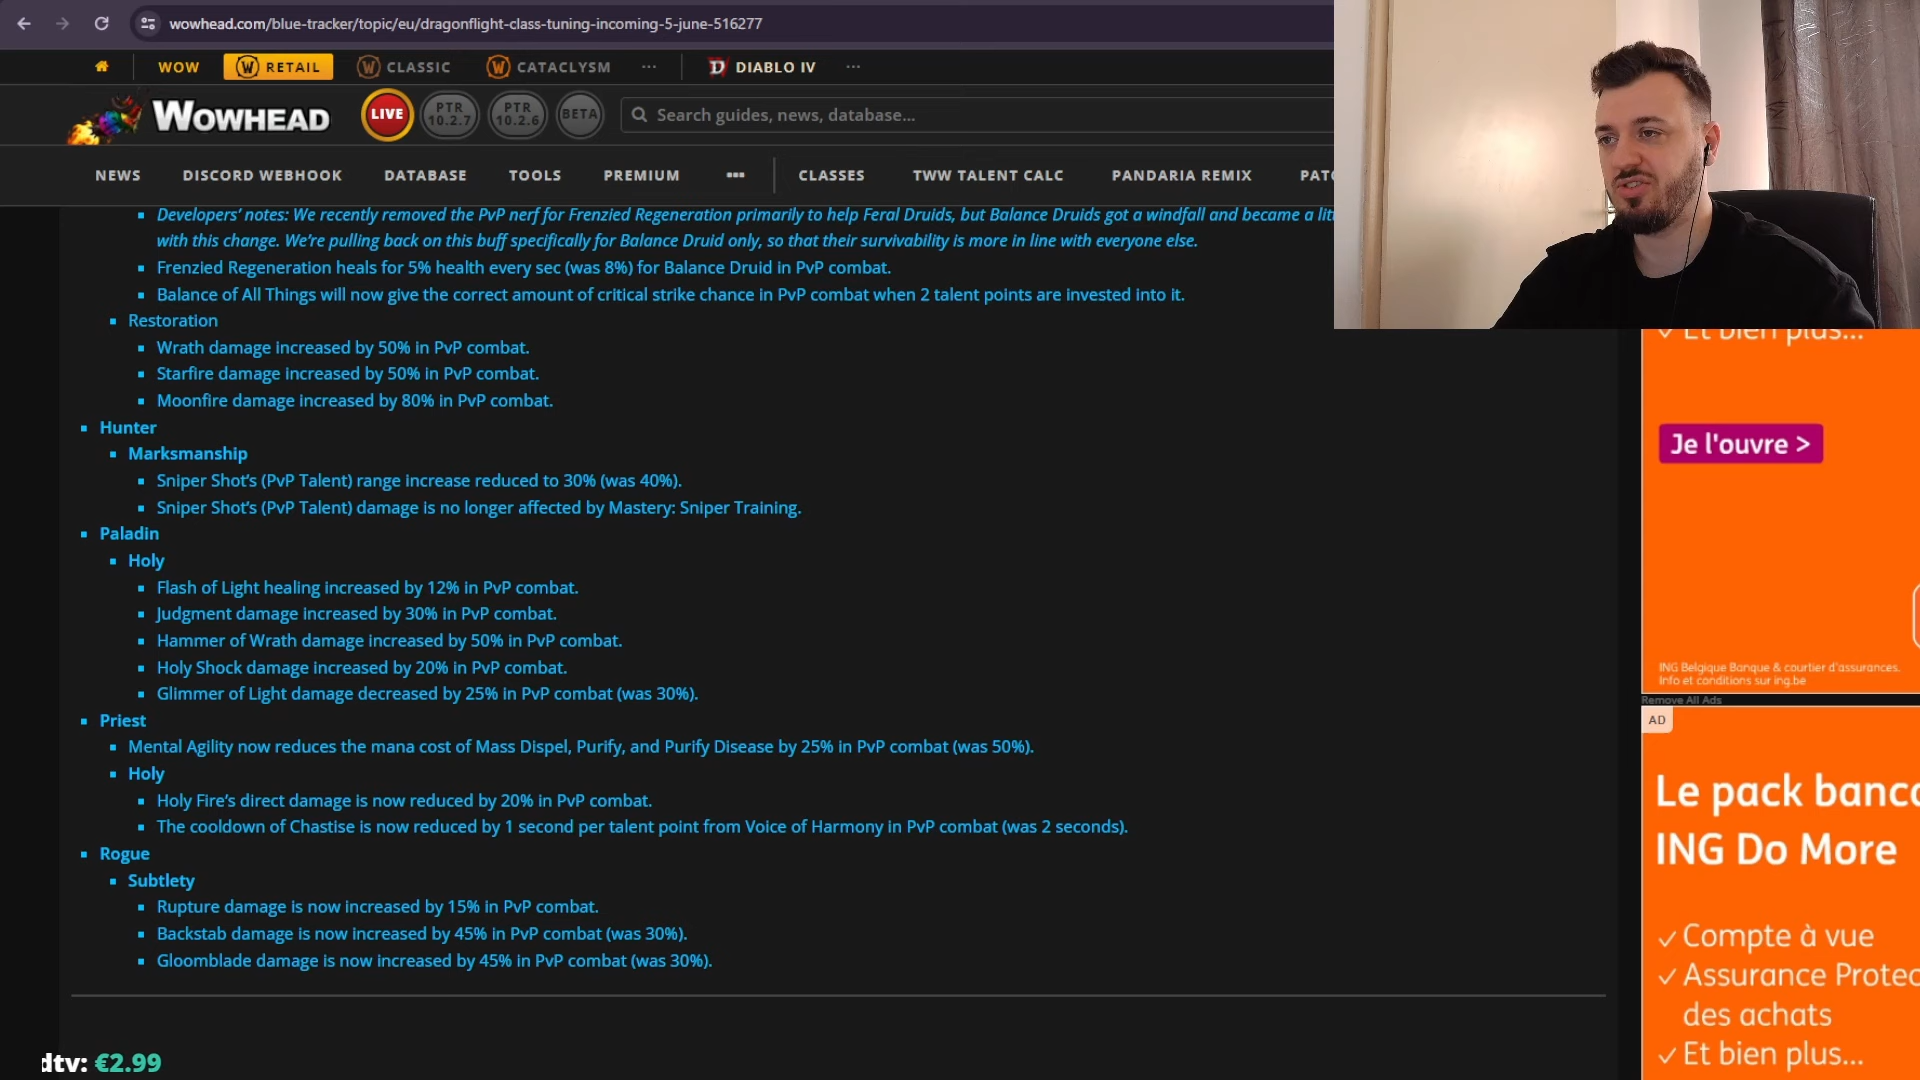 wowhead.com/blue-tracker/topic/eu/dragonflight-class-tuning-incoming-5-june-516277
WOW RETAIL CLASSIC CATACLYSM ... DIABLO IV ...
WOWHEAD LIVE PTR 10.2.7 PTR 10.2.6 BETA Search guides, news, database...
NEWS DISCORD WEBHOOK DATABASE TOOLS PREMIUM ... CLASSES TWW TALENT CALC PANDARIA REMIX
Developers' notes: We recently removed the PvP nerf for Frenzied Regeneration primarily to help Feral Druids, but Balance Druids got a windfall and became a
with this change. We're pulling back on this buff specifically for Balance Druid only, so that their survivability is more in line with everyone else.
Frenzied Regeneration heals for 5% health every sec (was 8%) for Balance Druid in PvP combat.
Balance of All Things will now give the correct amount of critical strike chance in PvP combat when 2 talent points are invested into it.
Restoration
Wrath damage increased by 50% in PvP combat.
Starfire damage increased by 50% in PvP combat.
Moonfire damage increased by 80% in PvP combat.
Hunter
Marksmanship
Sniper Shot's (PvP Talent) range increase reduced to 30% (was 40%).
Sniper Shot's (PvP Talent) damage is no longer affected by Mastery: Sniper Training.
Paladin
Holy
Flash of Light healing increased by 12% in PvP combat.
Judgment damage increased by 30% in PvP combat.
Hammer of Wrath damage increased by 50% in PvP combat.
Holy Shock damage increased by 20% in PvP combat.
Glimmer of Light damage decreased by 25% in PvP combat (was 30%).
Priest
Mental Agility now reduces the mana cost of Mass Dispel, Purify, and Purify Disease by 25% in PvP combat (was 50%).
Holy
Holy Fire's direct damage is now reduced by 20% in PvP combat.
The cooldown of Chastise is now reduced by 1 second per talent point from Voice of Harmony in PvP combat (was 2 seconds).
Rogue
Subtlety
Rupture damage is now increased by 15% in PvP combat.
Backstab damage is now increased by 45% in PvP combat (was 30%).
Gloomblade damage is now increased by 45% in PvP combat (was 30%).
dtv: €2.99
Et bien plus...
Je l'ouvre >
ING Belgique Banque & courtier d'assurances.
Info et conditions sur ing.be
Remove All Ads
AD
Le pack
ING Do More
Compte à vue
Assurance
des achats
Et bien plus...